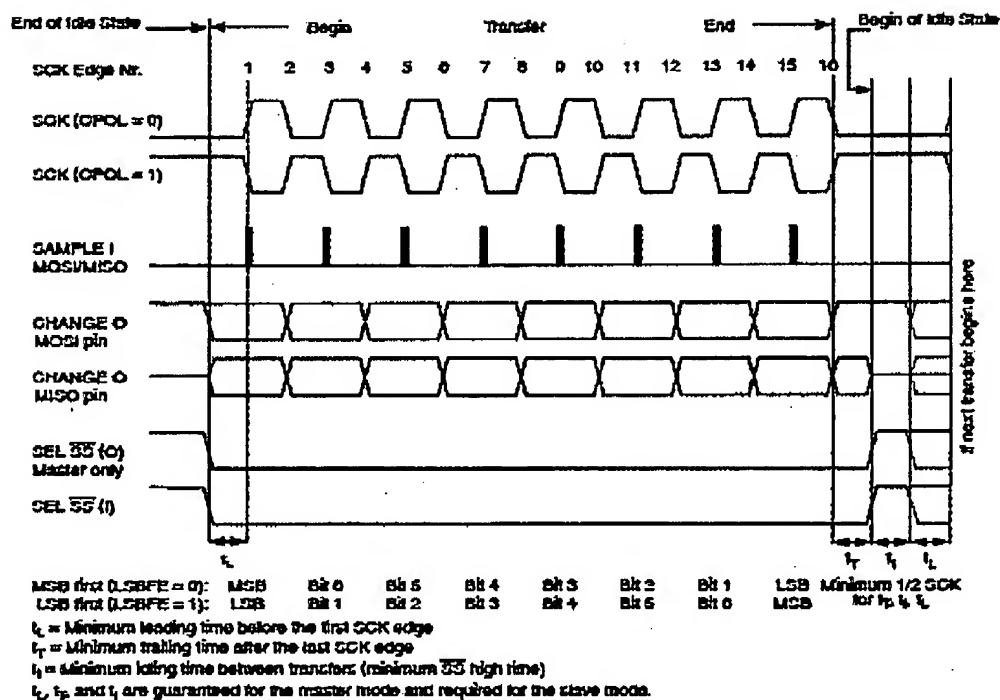 End of Idle State
Begin
Transfer
End
Begin of Idle State
SCK Edge Nr.
1 2 3 4 5 6 7 8 9 10 11 12 13 14 15 16
SCK (CPOL = 0)
SCK (CPOL = 1)
SAMPLE I
MOSI/MISO
CHANGE O
MOSI pin
CHANGE O
MISO pin
SEL SS (O)
Master only
SEL SS (I)
If next transfer begins here
tL
tT tI tL
MSB first (LSBFE = 0): MSB Bit 6 Bit 5 Bit 4 Bit 3 Bit 2 Bit 1 LSB Minimum 1/2 SCK
LSB first (LSBFE = 1): LSB Bit 1 Bit 2 Bit 3 Bit 4 Bit 5 Bit 6 MSB for tT, tI, tL
tL = Minimum leading time before the first SCK edge
tT = Minimum trailing time after the last SCK edge
tI = Minimum idling time between transfers (minimum SS high time)
tL, tT, and tI are guaranteed for the master mode and required for the slave mode.